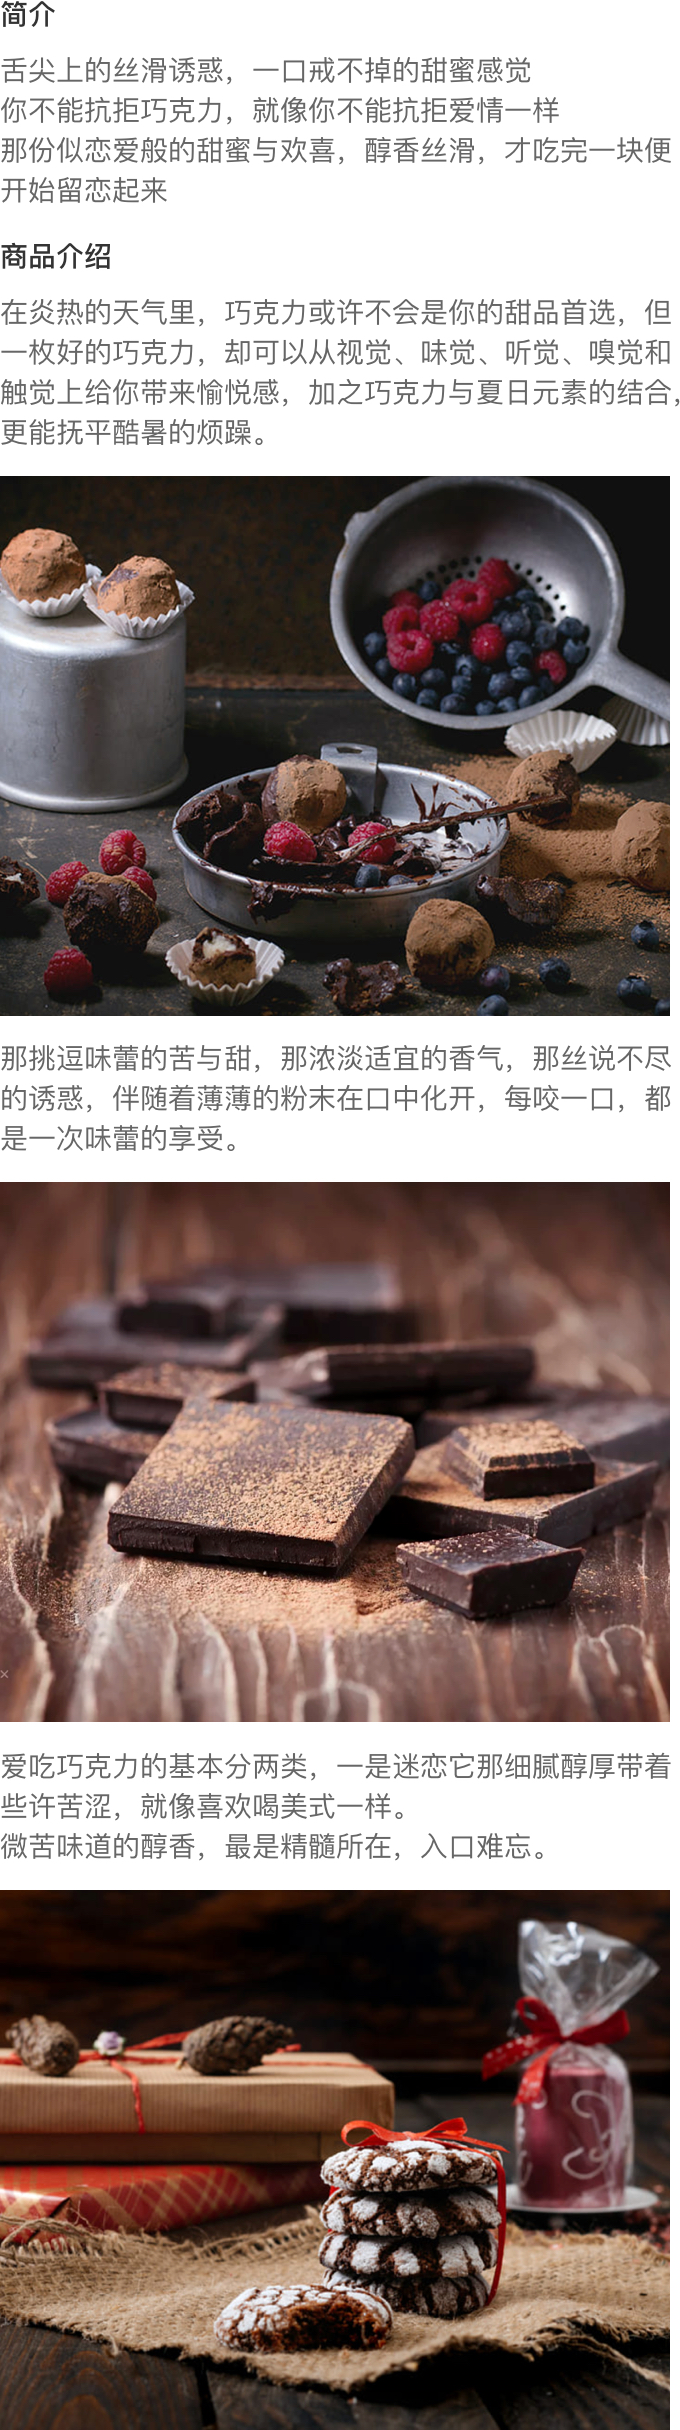 简介
舌尖上的丝滑诱惑，一口戒不掉的甜蜜感觉
你不能抗拒巧克力，就像你不能抗拒爱情一样
那份似恋爱般的甜蜜与欢喜，醇香丝滑，才吃完一块便
开始留恋起来
商品介绍
在炎热的天气里，巧克力或许不会是你的甜品首选，但
一枚好的巧克力，却可以从视觉、味觉、听觉、嗅觉和
触觉上给你带来愉悦感，加之巧克力与夏日元素的结合，
更能抚平酷暑的烦躁。
那挑逗味蕾的苦与甜，那浓淡适宜的香气，那丝说不尽
的诱惑，伴随着薄薄的粉末在口中化开，每咬一口，都
是一次味蕾的享受。
爱吃巧克力的基本分两类，一是迷恋它那细腻醇厚带着
些许苦涩，就像喜欢喝美式一样。
微苦味道的醇香，最是精髓所在，入口难忘。